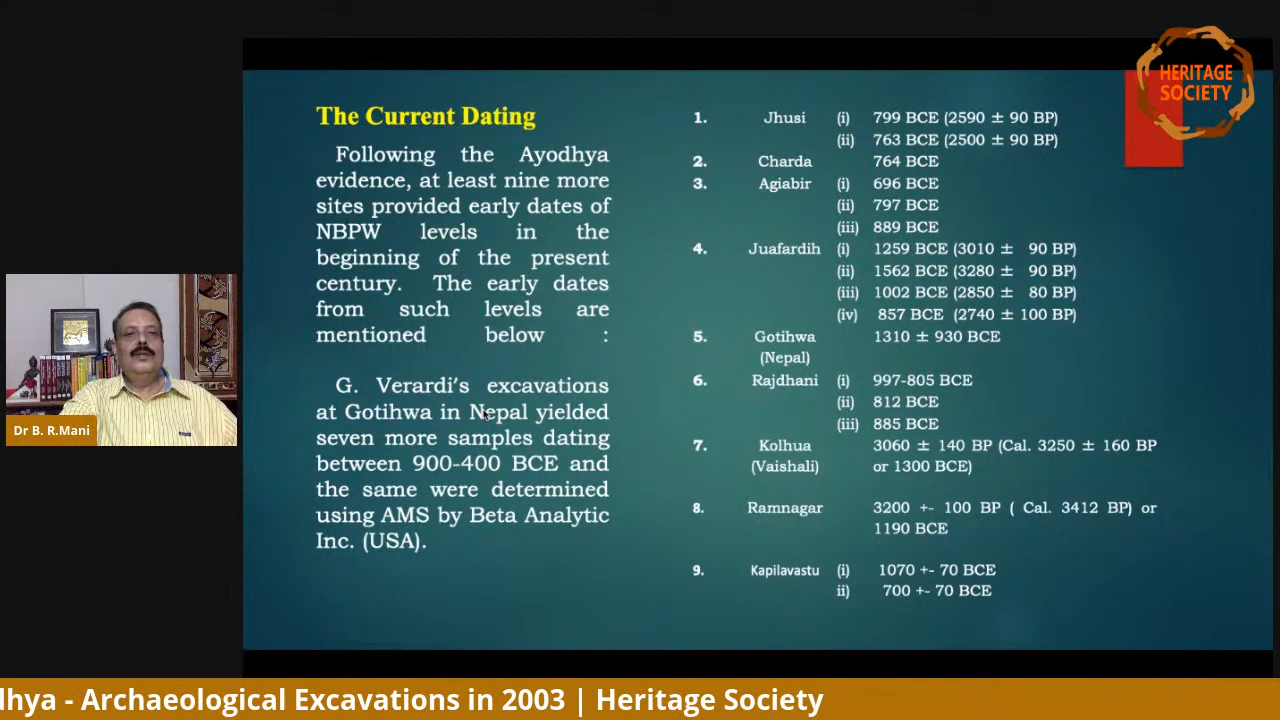 HERITAGE
SOCIETY
The Current Dating
Following the Ayodhya
evidence, at least nine more
sites provided early dates of
NBPW levels in the
beginning of the present
century. The early dates
from such levels are
mentioned below :
G. Verardi's excavations
at Gotihwa in Nepal yielded
seven more samples dating
between 900-400 BCE and
the same were determined
using AMS by Beta Analytic
Inc. (USA).
1. Jhusi (i) 799 BCE (2590 ± 90 BP)
(ii) 763 BCE (2500 ± 90 BP)
2. Charda 764 BCE
3. Agiabir (i) 696 BCE
(ii) 797 BCE
(iii) 889 BCE
4. Juafardih (i) 1259 BCE (3010 ± 90 BP)
(ii) 1562 BCE (3280 ± 90 BP)
(iii) 1002 BCE (2850 ± 80 BP)
(iv) 857 BCE (2740 ± 100 BP)
5. Gotihwa 1310 ± 930 BCE
(Nepal)
6. Rajdhani (i) 997-805 BCE
(ii) 812 BCE
(iii) 885 BCE
7. Kolhua 3060 ± 140 BP (Cal. 3250 ± 160 BP
(Vaishali) or 1300 BCE)
8. Ramnagar 3200 +- 100 BP ( Cal. 3412 BP) or
1190 BCE
9. Kapilavastu (i) 1070 +- 70 BCE
ii) 700 +- 70 BCE
Dr B. R.Mani
dhya - Archaeological Excavations in 2003 | Heritage Society